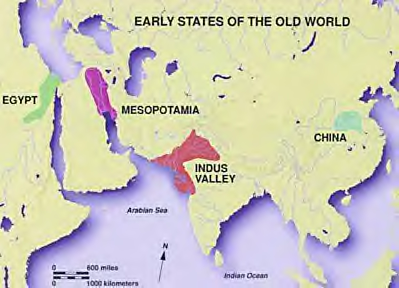 EARLY STATES OF THE OLD WORLD
EGYPT
MESOPOTAMIA
CHINA
INDUS
VALLEY
Arabian Sea
N
0 600 miles
0 1000 kilometers
Indian Ocean